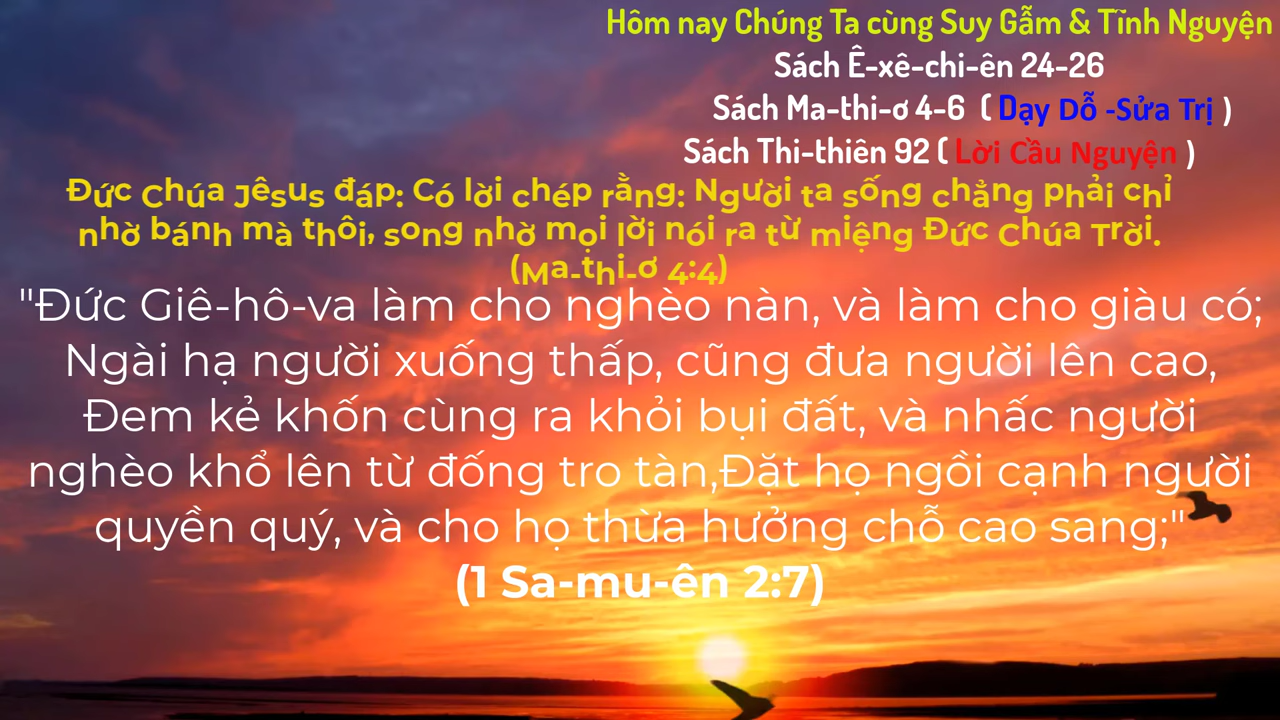 Hôm nay Chúng Ta cùng Suy Gẫm & Tĩnh Nguyện
Sách Ê-xê-chi-ên 24-26
Sách Ma-thi-ơ 4-6 ( Dạy Dỗ -Sửa Trị )
Sách Thi-thiên 92 ( Lời Cầu Nguyện )
Đức Chúa Jêsus đáp: Có lời chép rằng: Người ta sống chẳng phải chỉ
nhờ bánh mà thôi, song nhờ mọi lời nói ra từ miệng Đức Chúa Trời.
(Ma-thi-ơ 4:4)
"Đức Giê-hô-va làm cho nghèo nàn, và làm cho giàu có;
Ngài hạ người xuống thấp, cũng đưa người lên cao,
Đem kẻ khốn cùng ra khỏi bụi đất, và nhấc người
nghèo khổ lên từ đống tro tàn,Đặt họ ngồi cạnh người
quyền quý, và cho họ thừa hưởng chỗ cao sang;"
(1 Sa-mu-ên 2:7)